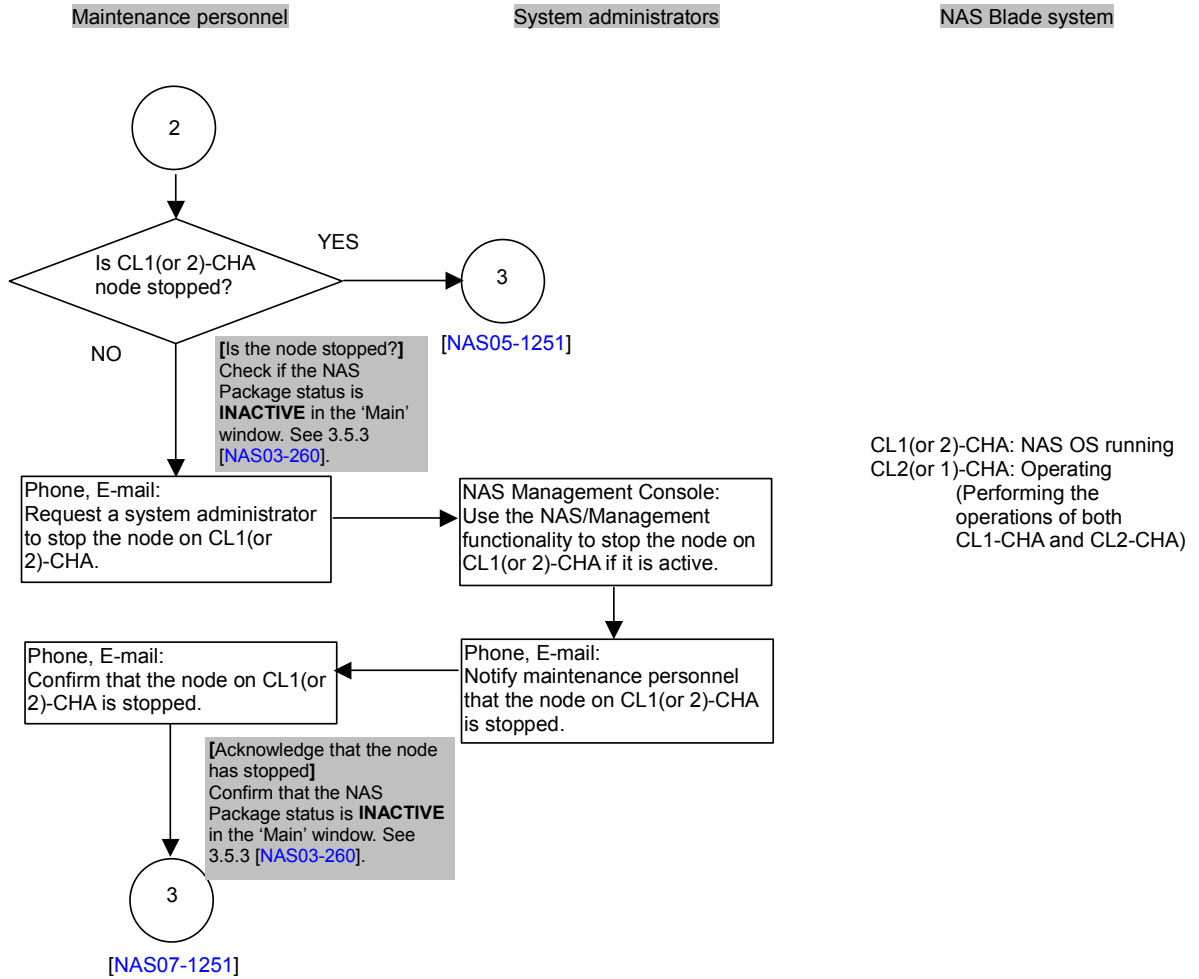 Maintenance personnel
System administrators
NAS Blade system
2
Is CL1(or 2)-CHA
node stopped?
YES
3
[NAS05-1251]
NO
[Is the node stopped?]
Check if the NAS
Package status is
INACTIVE in the ‘Main’
window. See 3.5.3
[NAS03-260].
CL1(or 2)-CHA: NAS OS running
CL2(or 1)-CHA: Operating
(Performing the
operations of both
CL1-CHA and CL2-CHA)
Phone, E-mail:
Request a system administrator
to stop the node on CL1(or
2)-CHA.
NAS Management Console:
Use the NAS/Management
functionality to stop the node on
CL1(or 2)-CHA if it is active.
Phone, E-mail:
Notify maintenance personnel
that the node on CL1(or 2)-CHA
is stopped.
Phone, E-mail:
Confirm that the node on CL1(or
2)-CHA is stopped.
[Acknowledge that the node
has stopped]
Confirm that the NAS
Package status is INACTIVE
in the ‘Main’ window. See
3.5.3 [NAS03-260].
3
[NAS07-1251]